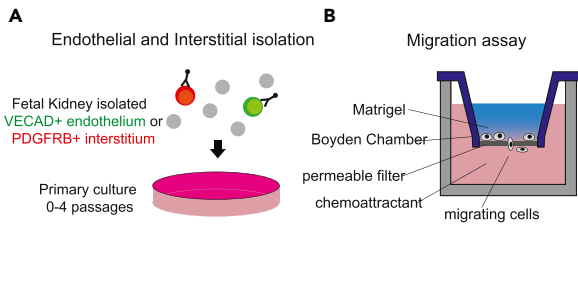 A
Endothelial and Interstitial isolation
Fetal Kidney isolated
VECAD+ endothelium or
PDGFRB+ interstitium
Primary culture
0-4 passages
B
Migration assay
Matrigel
Boyden Chamber
permeable filter
chemoattractant
migrating cells